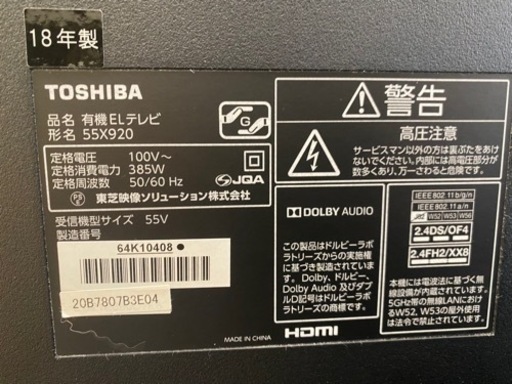 18年製
TOSHIBA
品名 有機ELテレビ
形名 55X920
定格電圧 100V~
定格消費電力 385W
定格周波数 50/60 Hz
JQA
東芝映像ソリューション株式会社
受信機型サイズ 55V
製造番号
64K10408
20B7807B3E04
G
警告
高圧注意
サービスマン以外の方は裏ぶたをあけ
ないでください。内部には高電圧部分が
数多くあり、万一さわると危険です。
DOLBY AUDIO
この製品はドルビーラボ
ラトリーズからの実施権
に基づき製造されていま
す。Dolby、ドルビー、
Dolby Audio及びダブ
ルD記号はドルビーラボ
ラトリーズの商標です。
IEEE802.11b/g/n
IEEE802.11a/n
W52 W53 W56
2.4DS/OF4
2.4FH2/XX8
本機には電波法に基づく無
線設備が内蔵されています。
5GHz帯の無線LANにおけ
るW52、W53の屋外使用
は法令で禁止されています。
MADE IN CHINA
HDMI